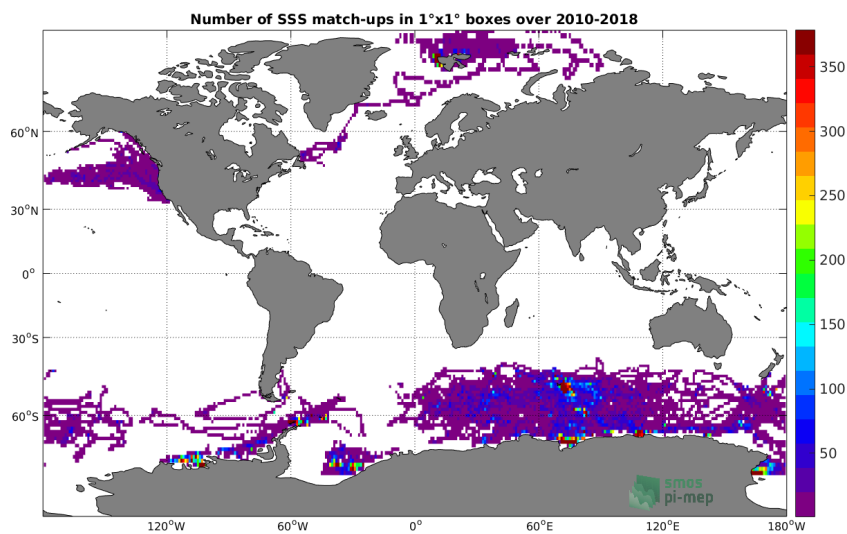 Number of SSS match-ups in 1°x1° boxes over 2010-2018
350
300
250
200
150
100
50
60°N
30°N
0°
30°S
60°S
120°W
60°W
0°
60°E
120°E
180°W
smos
pi-mep